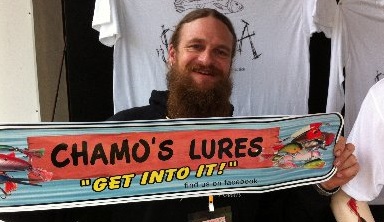 CHAMO'S LURES
"GET INTO IT!"
find us on facebook